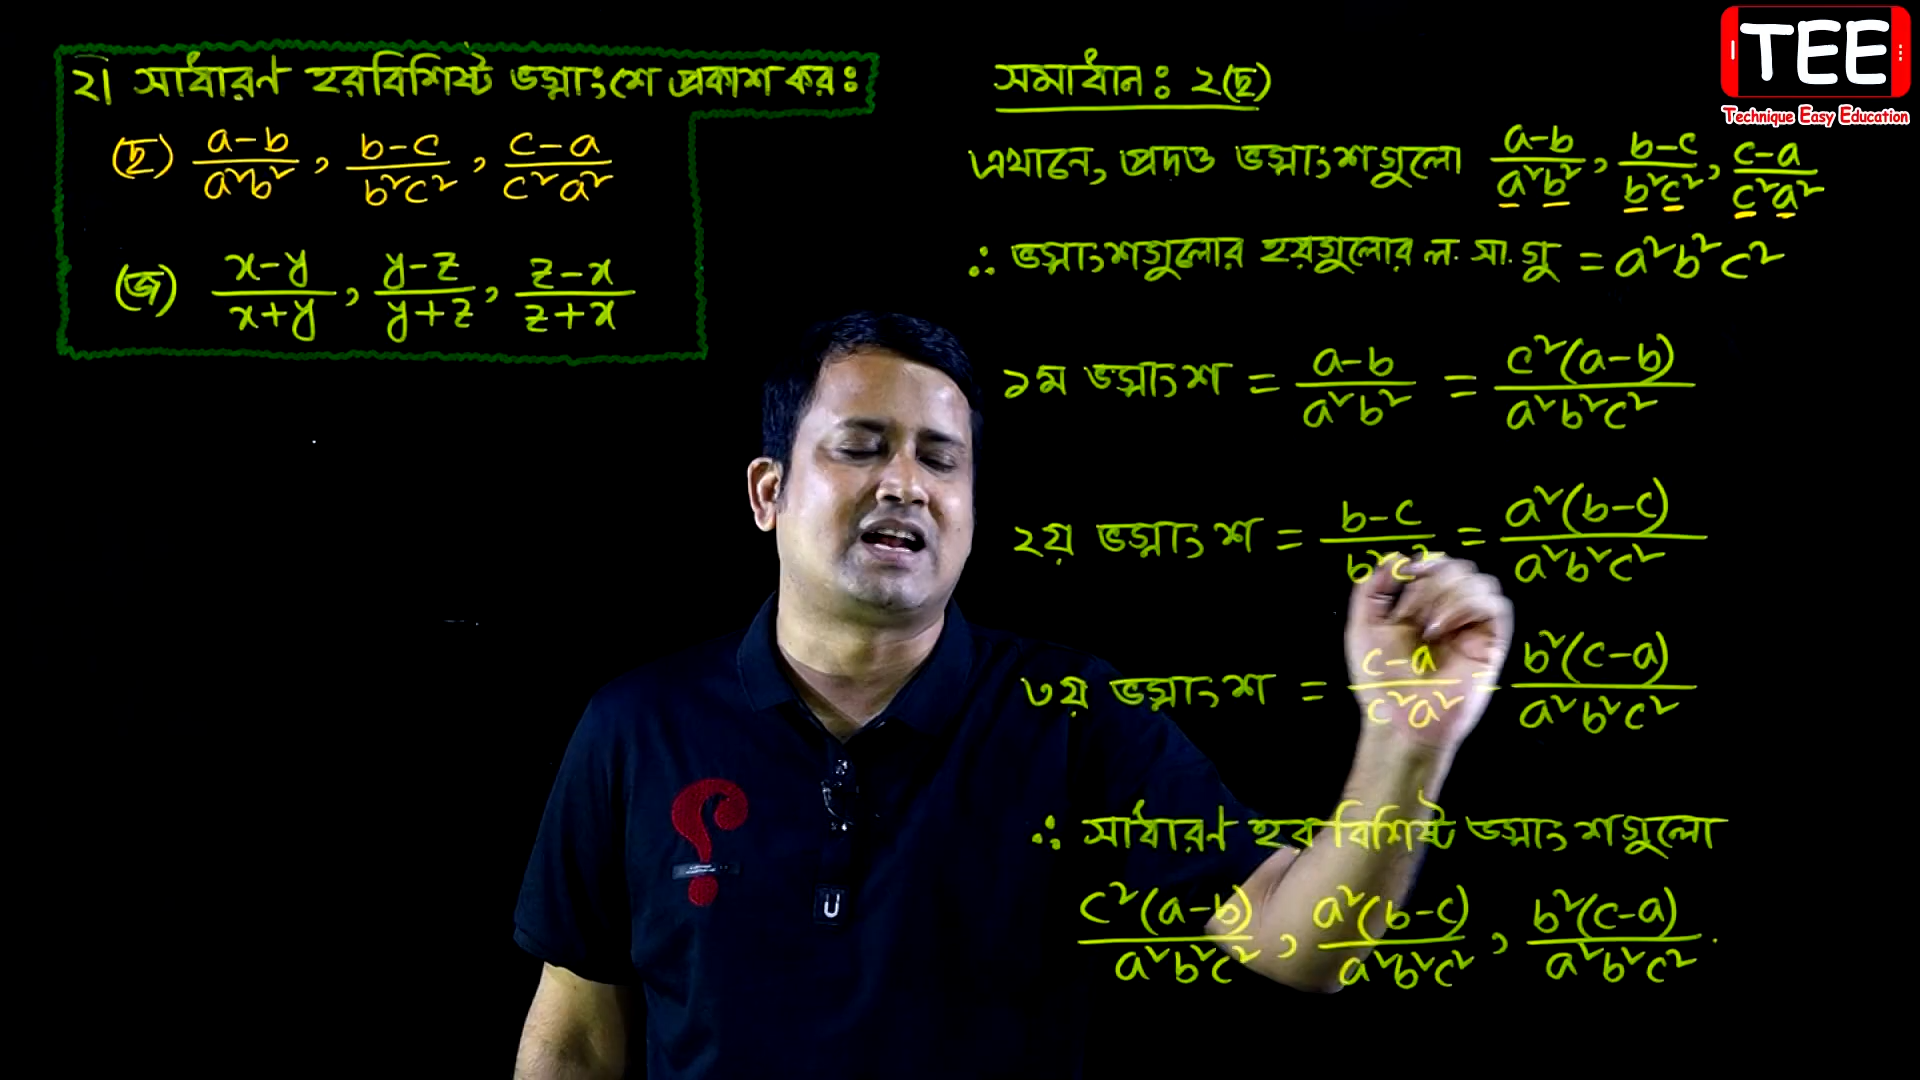 ২। সাধারণ হরবিশিষ্ট ভগ্নাংশে প্রকাশ কর:
(ছ) (a-b)/(a²b²), (b-c)/(b²c²), (c-a)/(c²a²)
(জ) (x-y)/(x+y), (y-z)/(y+z), (z-x)/(z+x)
TEE
Technique Easy Education
সমাধান: ২(ছ)
এখানে, প্রদত্ত ভগ্নাংশগুলো (a-b)/(a²b²), (b-c)/(b²c²), (c-a)/(c²a²)
∴ ভগ্নাংশগুলোর হরগুলোর ল. সা. গু = a²b²c²
১ম ভগ্নাংশ = (a-b)/(a²b²) = c²(a-b)/(a²b²c²)
২য় ভগ্নাংশ = (b-c)/(b²c²) = a²(b-c)/(a²b²c²)
৩য় ভগ্নাংশ = (c-a)/(c²a²) = b²(c-a)/(a²b²c²)
∴ সাধারণ হর বিশিষ্ট ভগ্নাংশগুলো
c²(a-b)/(a²b²c²), a²(b-c)/(a²b²c²), b²(c-a)/(a²b²c²).
U